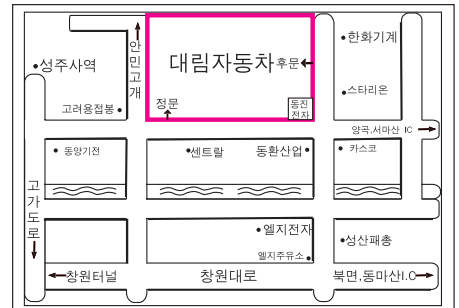 안민고개
한화기계
성주사역
대림자동차
후문
스타리온
고려용접봉
정문
동진
전자
양곡.서마산 IC
동양기전
센트랄
동환산업
카스코
고가도로
엘지전자
성산패총
엘지주유소
창원터널
창원대로
북면,동마산I.C